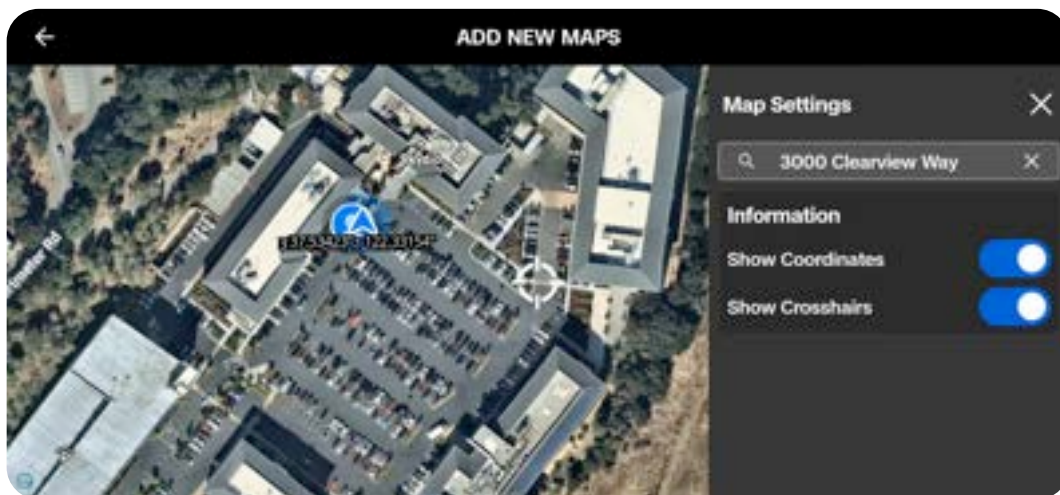 ADD NEW MAPS
Map Settings
3000 Clearview Way
Information
Show Coordinates
Show Crosshairs